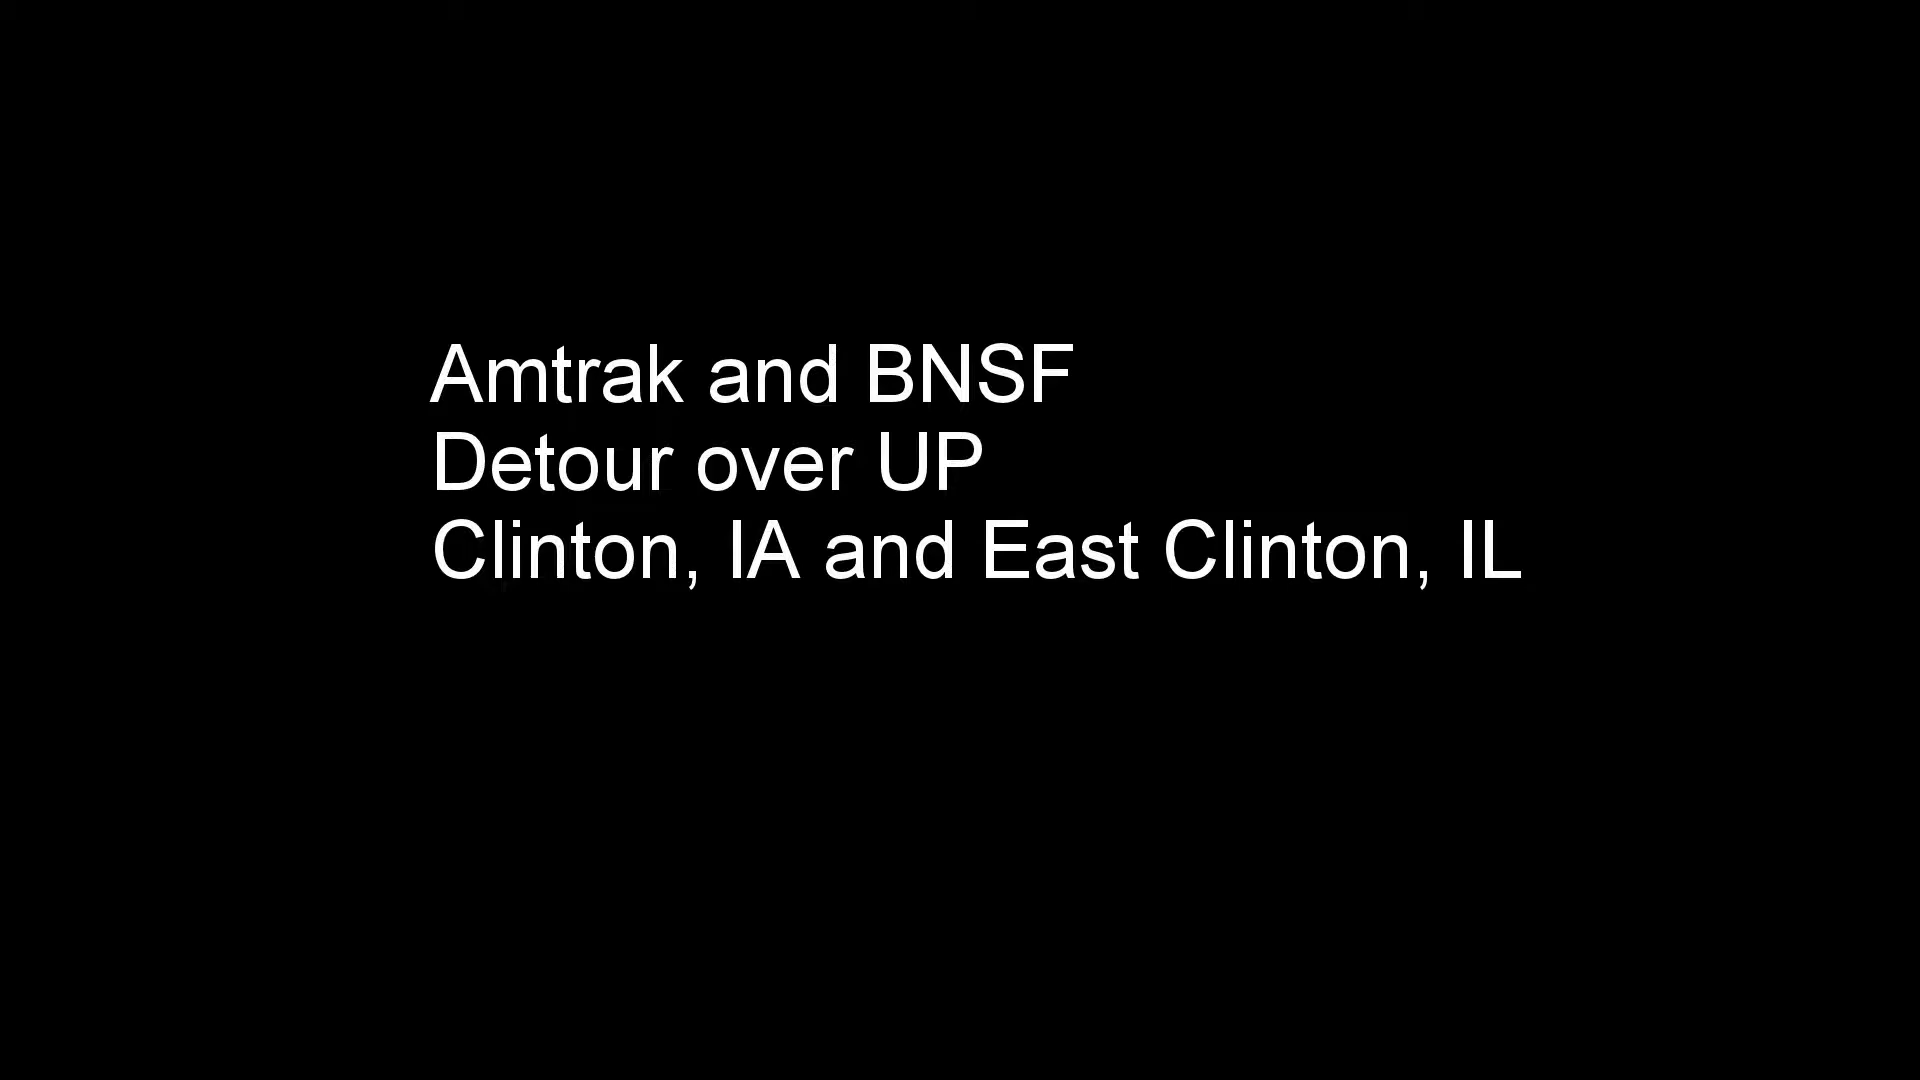 Amtrak and BNSF
Detour over UP
Clinton, IA and East Clinton, IL